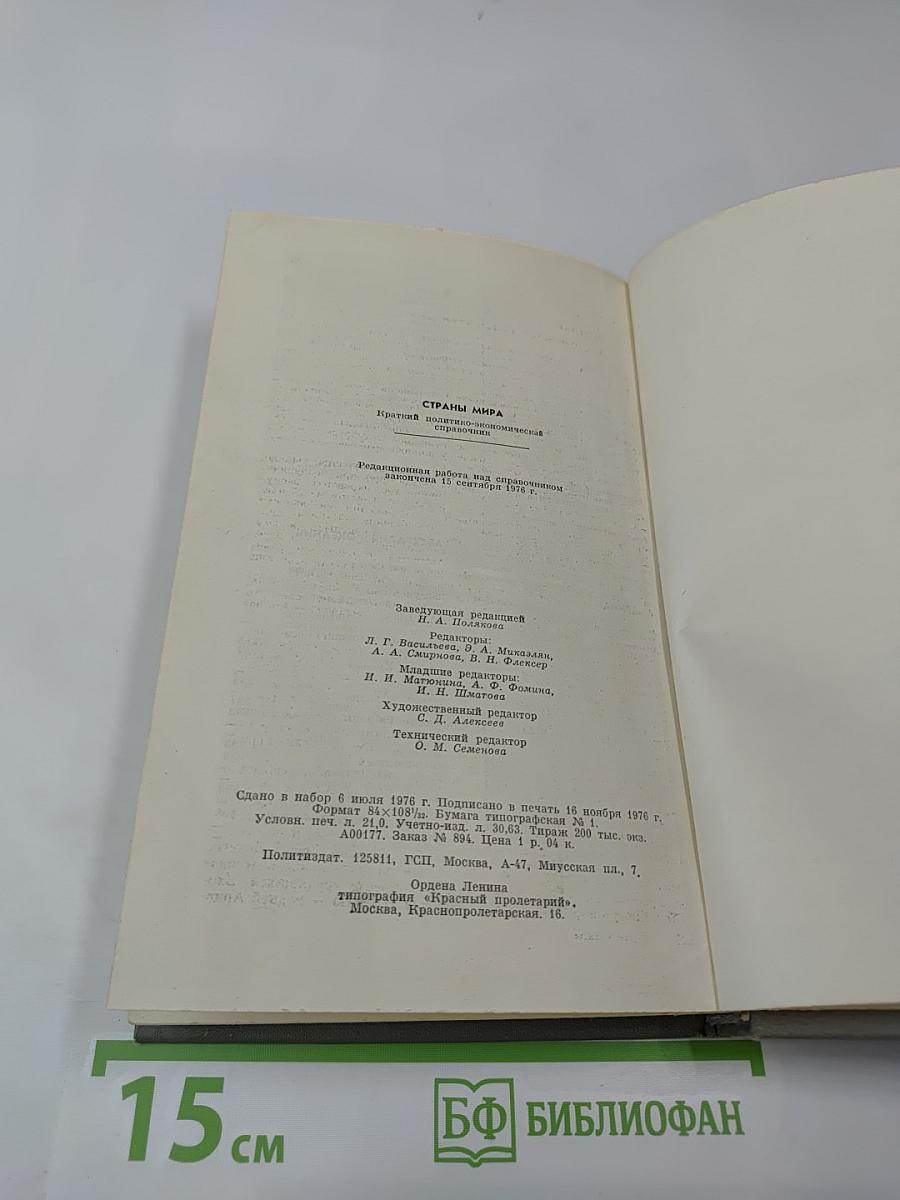 СТРАНЫ МИРА
Краткий политико-экономический
справочник
Редакционная работа над справочником
закончена 15 сентября 1976 г.
Заведующая редакцией
Н. А. Полякова
Редакторы:
Л. Г. Васильева, Э. А. Микаэлян,
А. А. Смирнова, В. Н. Флексер
Младшие редакторы:
И. И. Матюнина, А. Ф. Фомина,
И. Н. Шматова
Художественный редактор
С. Д. Алексеев
Технический редактор
О. М. Семенова
Сдано в набор 6 июля 1976 г. Подписано в печать 16 ноября 1976 г.
Формат 84×108¹/₃₂. Бумага типографская № 1.
Условн. печ. л. 21,0. Учетно-изд. л. 30,63. Тираж 200 тыс. экз.
А00177. Заказ № 894. Цена 1 р. 04 к.
Политиздат. 125811, ГСП, Москва, А-47, Миусская пл., 7.
Ордена Ленина
типография «Красный пролетарий».
Москва, Краснопролетарская. 16.
15 см
БФ БИБЛИОФАН